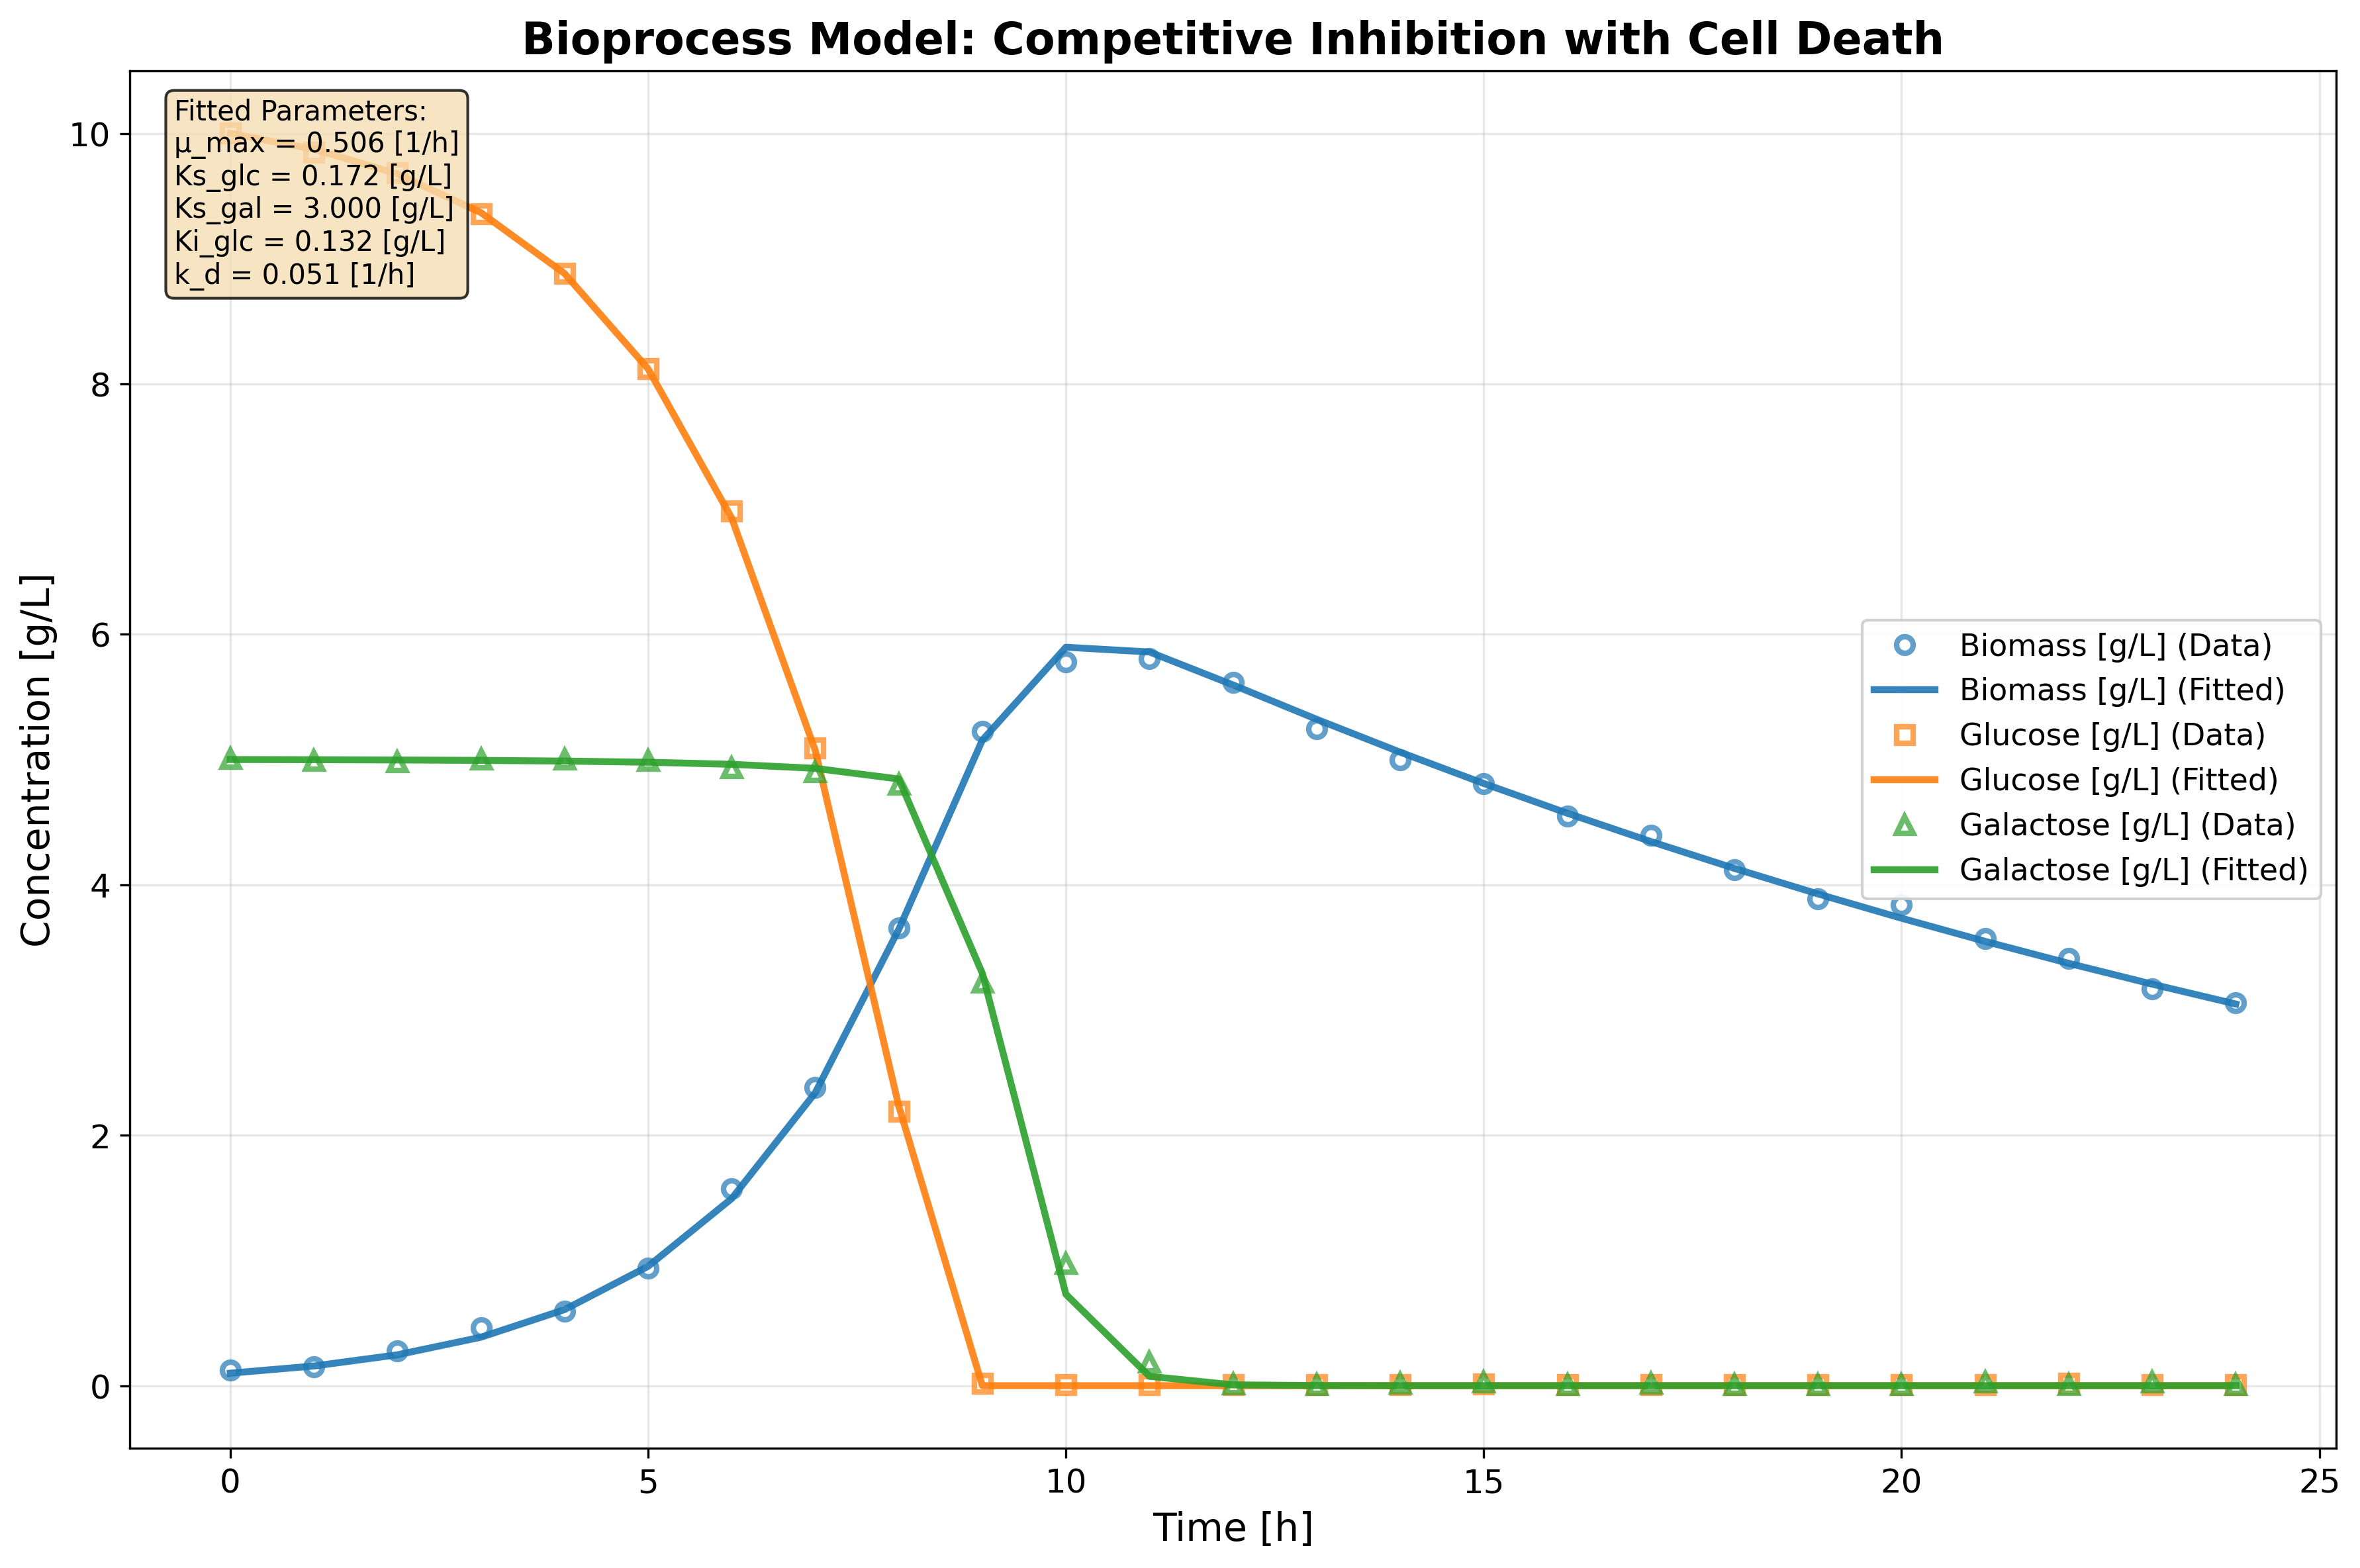 Bioprocess Model: Competitive Inhibition with Cell Death
Fitted Parameters:
μ_max = 0.506 [1/h]
Ks_glc = 0.172 [g/L]
Ks_gal = 3.000 [g/L]
Ki_glc = 0.132 [g/L]
k_d = 0.051 [1/h]
10
8
6
4
2
0
Concentration [g/L]
Biomass [g/L] (Data)
Biomass [g/L] (Fitted)
Glucose [g/L] (Data)
Glucose [g/L] (Fitted)
Galactose [g/L] (Data)
Galactose [g/L] (Fitted)
0 5 10 15 20 25
Time [h]